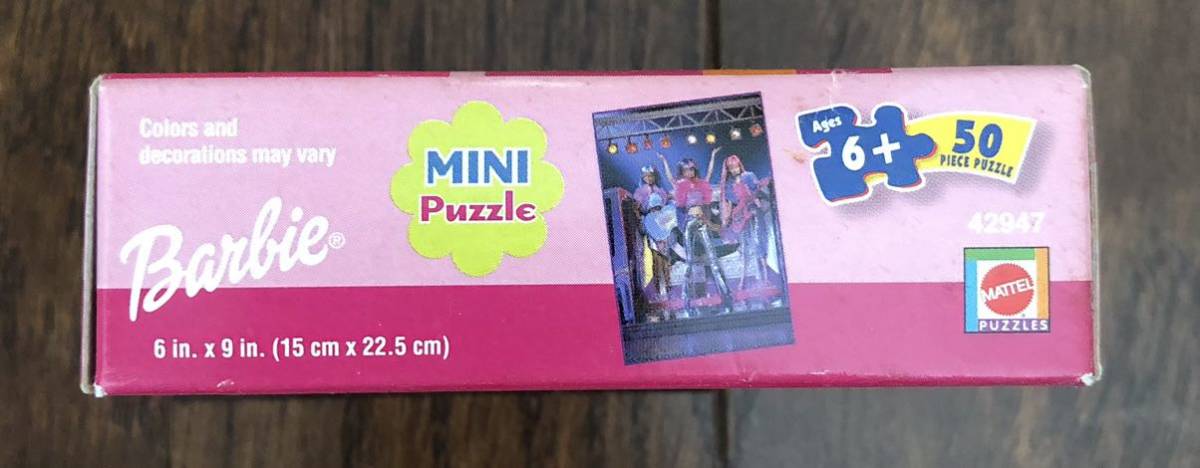 Colors and
decorations may vary
Barbie®
6 in. x 9 in. (15 cm x 22.5 cm)
MINI
Puzzle
Ages
6+
50
PIECE PUZZLE
42947
MATTEL
PUZZLES